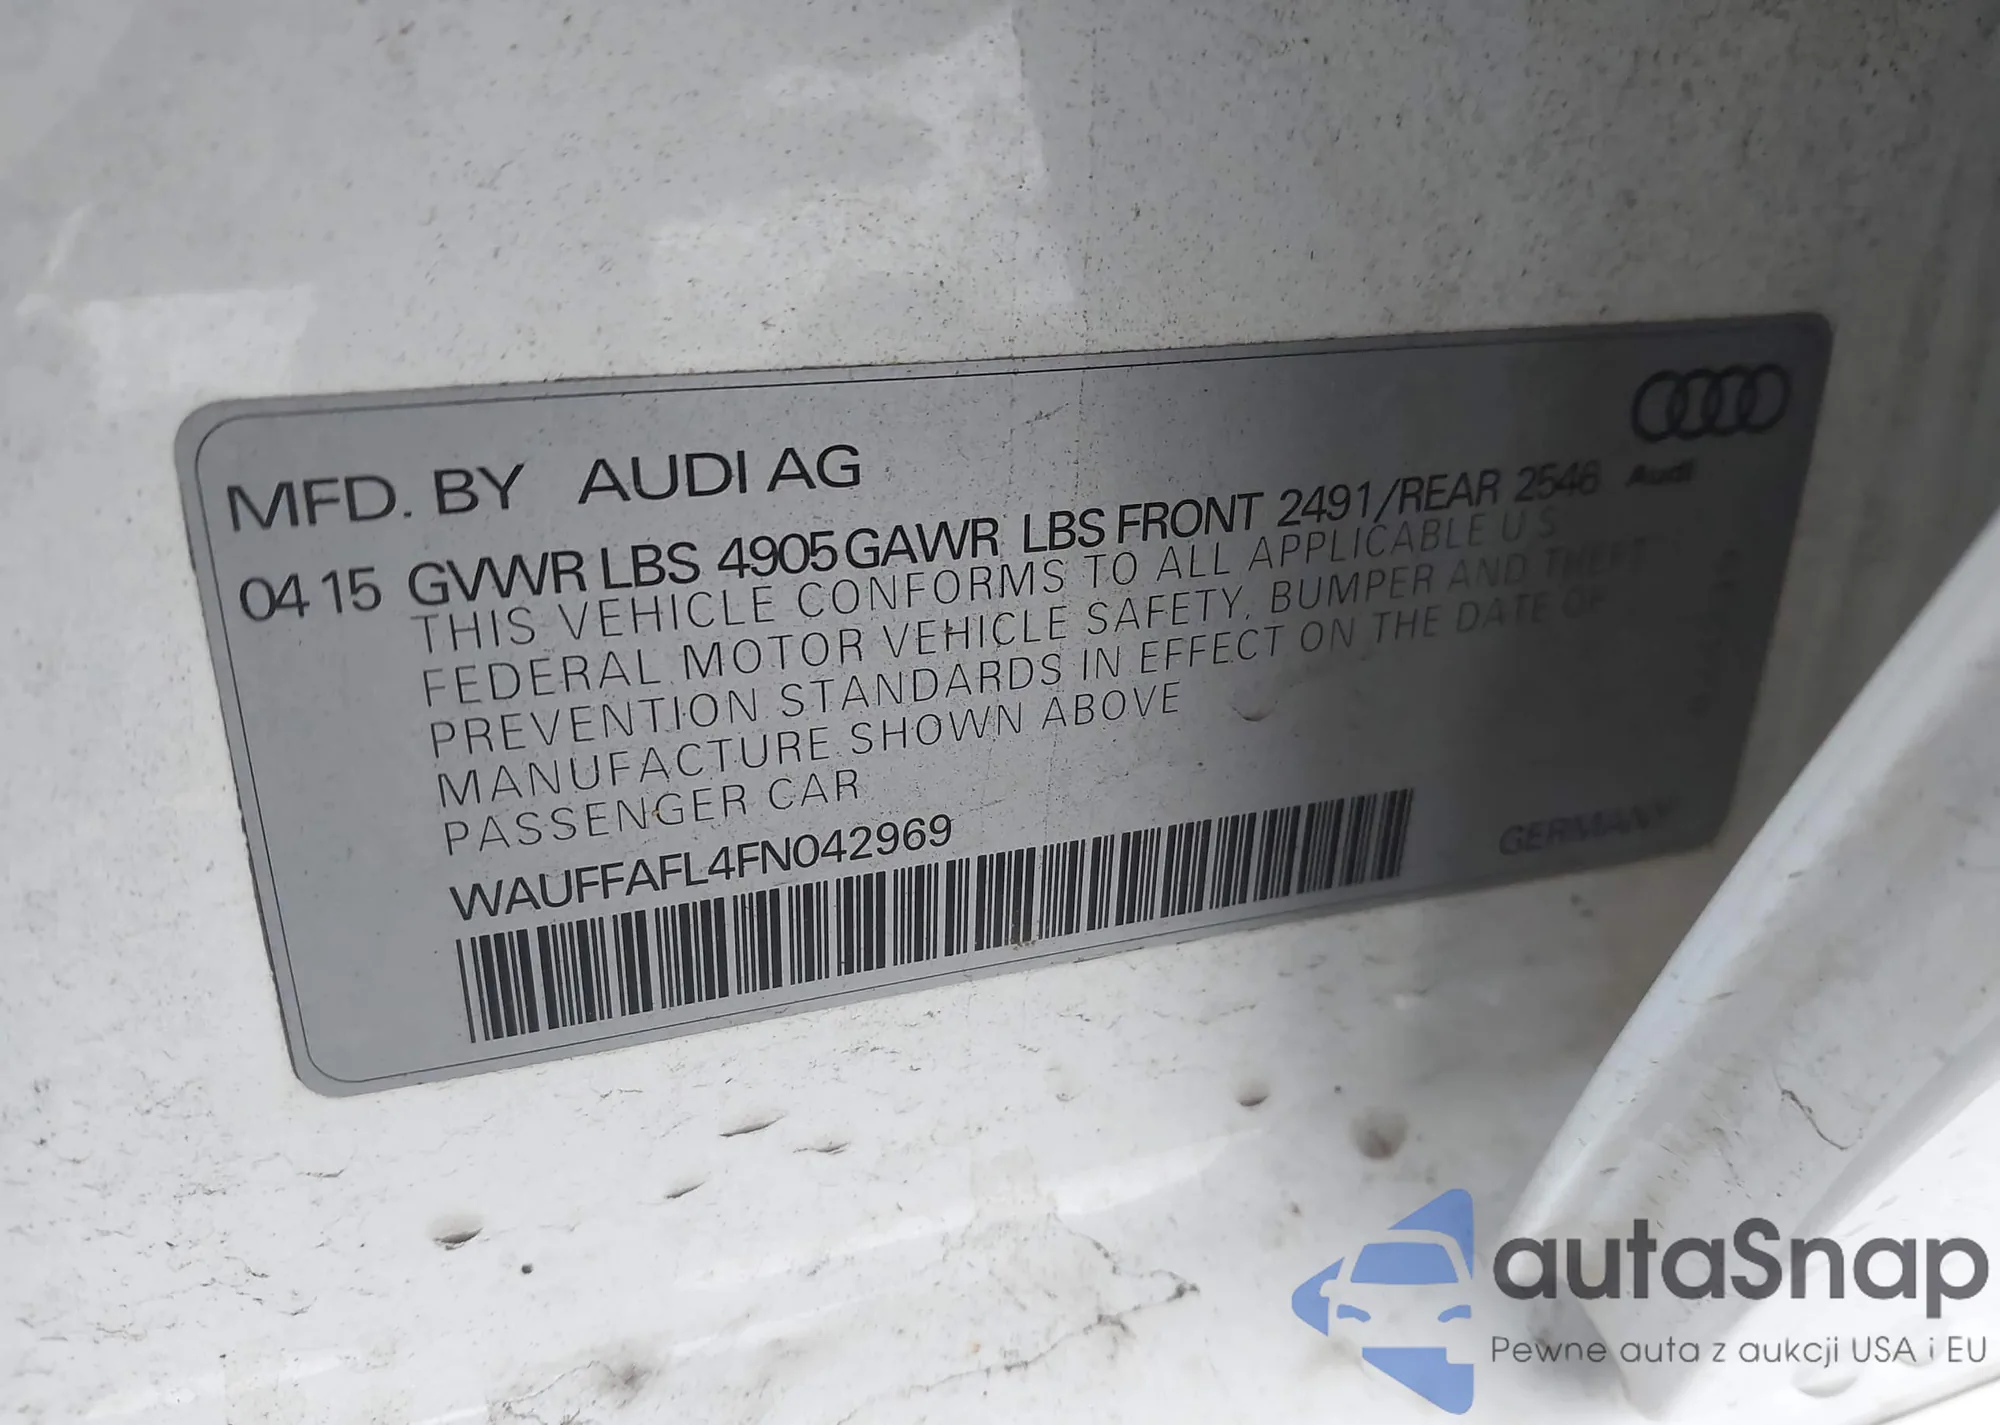 MFD. BY AUDI AG
04 15 GVWR LBS 4905 GAWR LBS FRONT 2491/REAR 2546
Audi
THIS VEHICLE CONFORMS TO ALL APPLICABLE U S
FEDERAL MOTOR VEHICLE SAFETY, BUMPER AND THEFT
PREVENTION STANDARDS IN EFFECT ON THE DATE OF
MANUFACTURE SHOWN ABOVE
PASSENGER CAR
WAUFFAFL4FN042969
GERMANY
autaSnap
Pewne auta z aukcji USA i EU